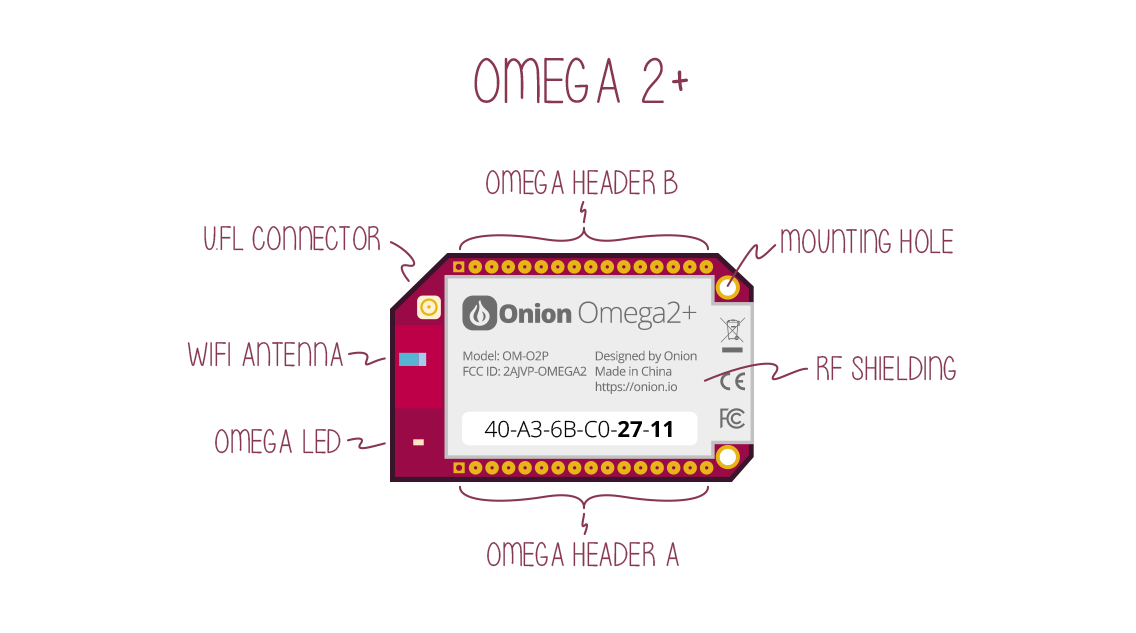 OMEGA 2+
OMEGA HEADER B
U.FL CONNECTOR
MOUNTING HOLE
Onion Omega2+
WIFI ANTENNA
Model: OM-O2P
FCC ID: 2AJVP-OMEGA2
Designed by Onion
Made in China
https://onion.io
RF SHIELDING
CE
FC
OMEGA LED
40-A3-6B-C0-27-11
OMEGA HEADER A